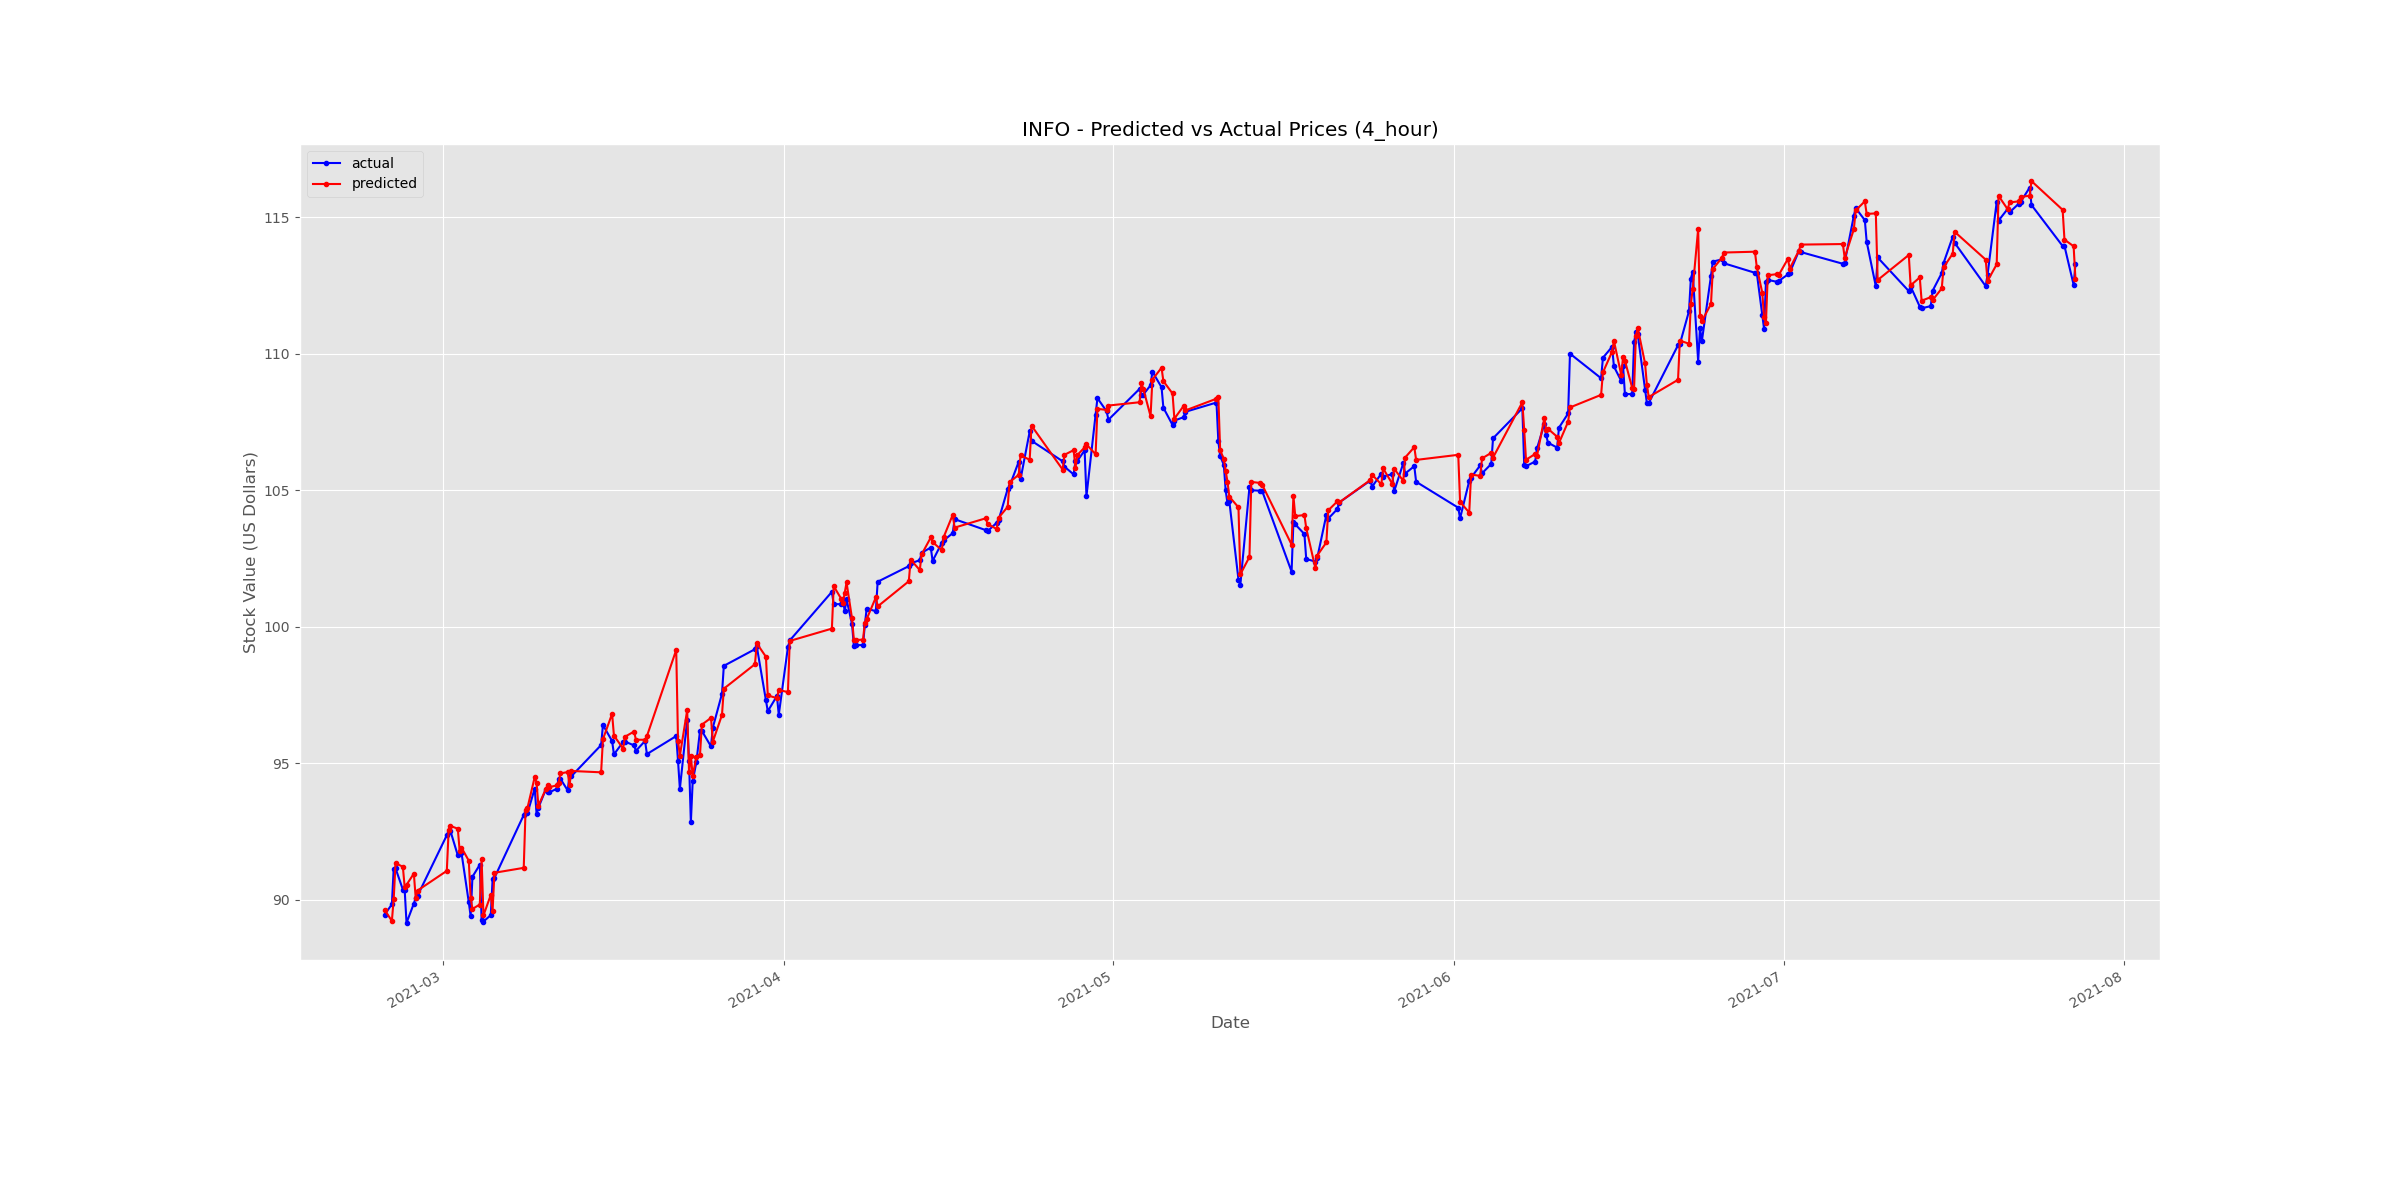 INFO - Predicted vs Actual Prices (4_hour)
actual
predicted
115
110
105
100
95
90
Stock Value (US Dollars)
2021-03
2021-04
2021-05
2021-06
2021-07
2021-08
Date